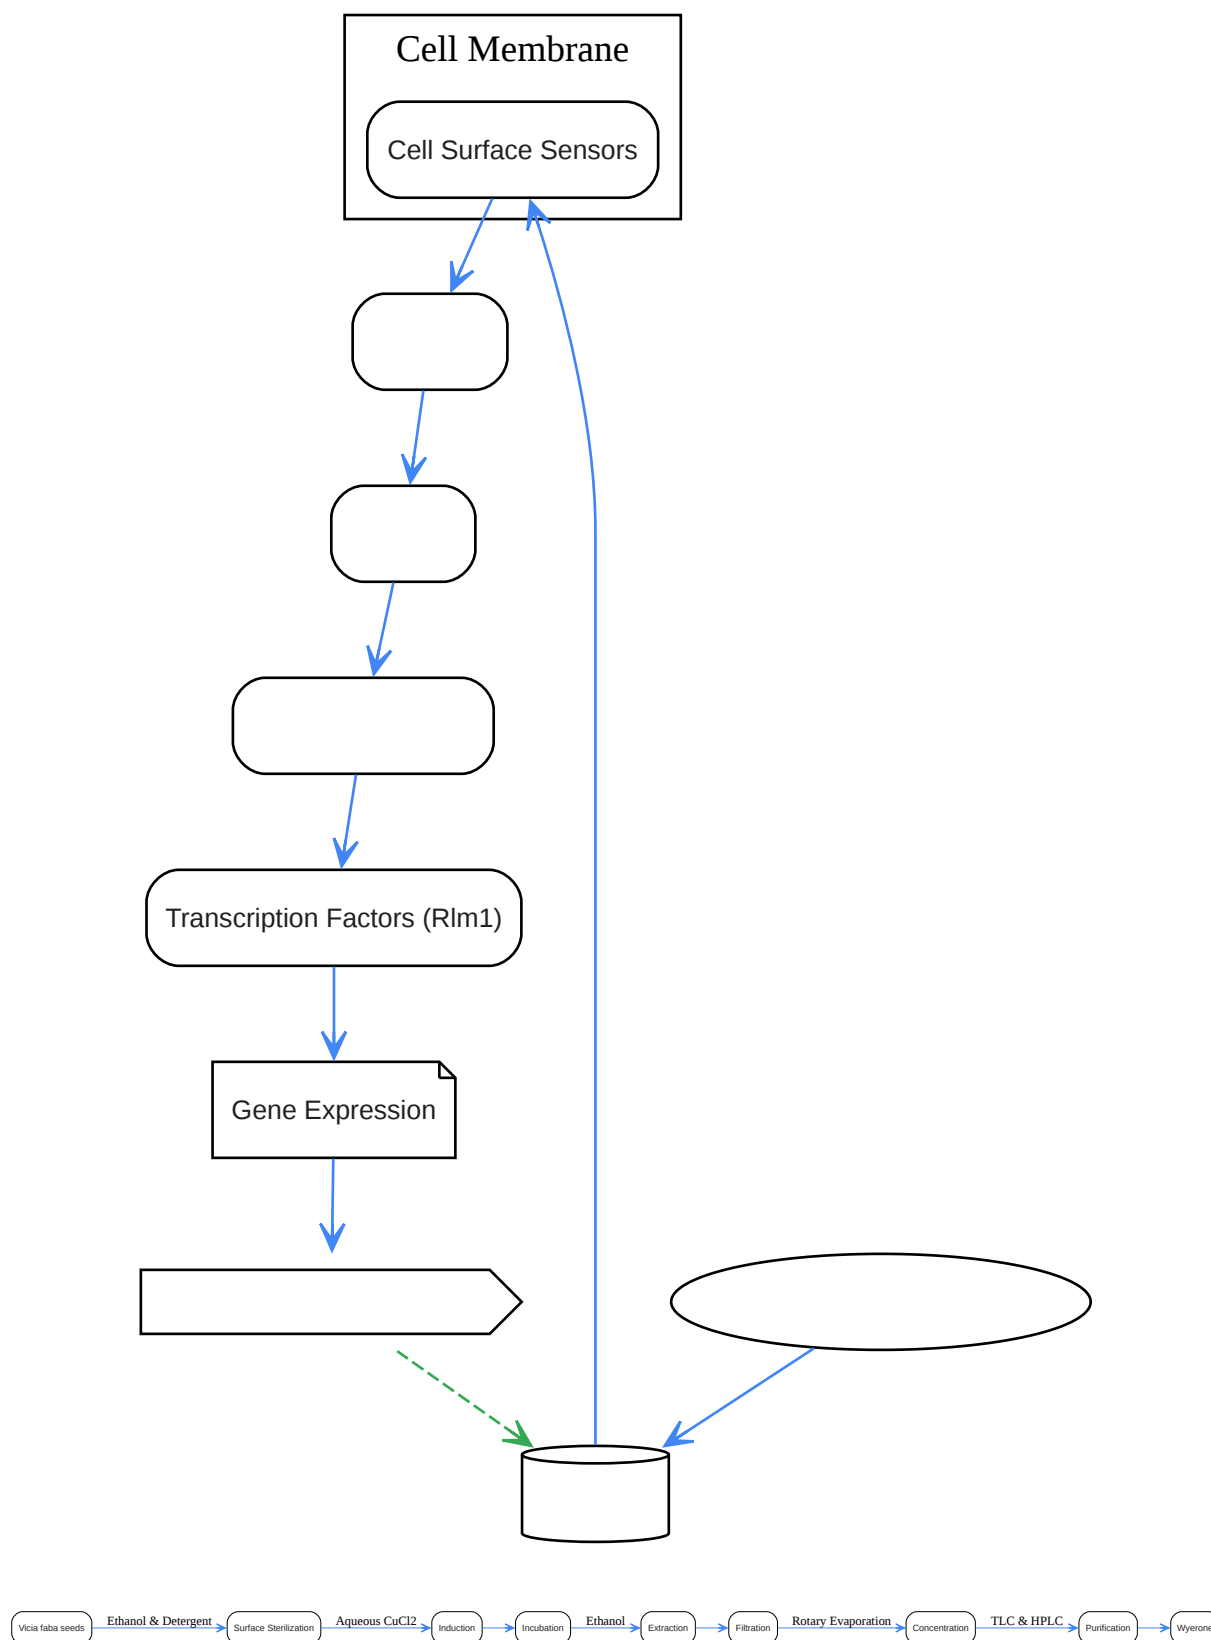 Cell Membrane
Cell Surface Sensors
Transcription Factors (Rlm1)
Gene Expression
Vicia faba seeds
Ethanol & Detergent
Surface Sterilization
Aqueous CuCl2
Induction
Incubation
Ethanol
Extraction
Filtration
Rotary Evaporation
Concentration
TLC & HPLC
Purification
Wyerone